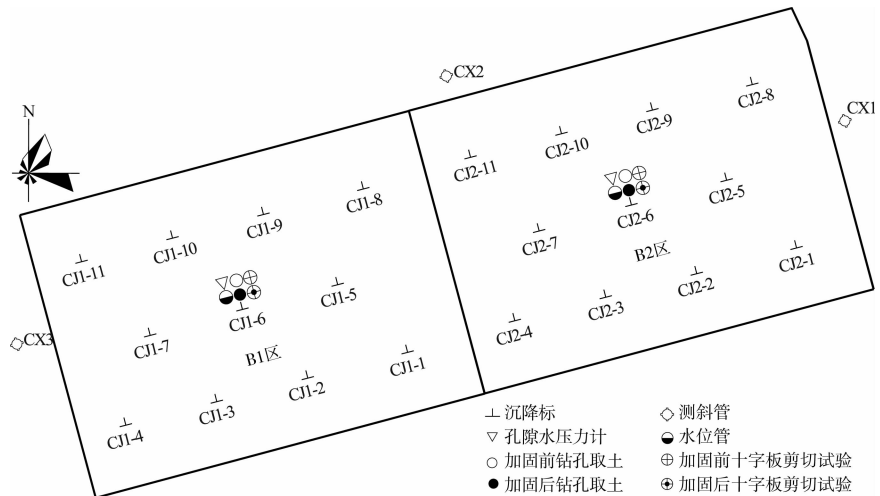 CX2
CX1
N
CJ2-8
CJ2-9
CJ2-10
CJ2-11
CJ2-5
CJ2-6
CJ2-7
B2区
CJ2-1
CJ2-2
CJ2-3
CJ2-4
CJ1-8
CJ1-9
CJ1-10
CJ1-11
CJ1-5
CJ1-6
CJ1-7
CX3
B1区
CJ1-1
CJ1-2
CJ1-3
CJ1-4
沉降标
测斜管
孔隙水压力计
水位管
加固前钻孔取土
加固前十字板剪切试验
加固后钻孔取土
加固后十字板剪切试验